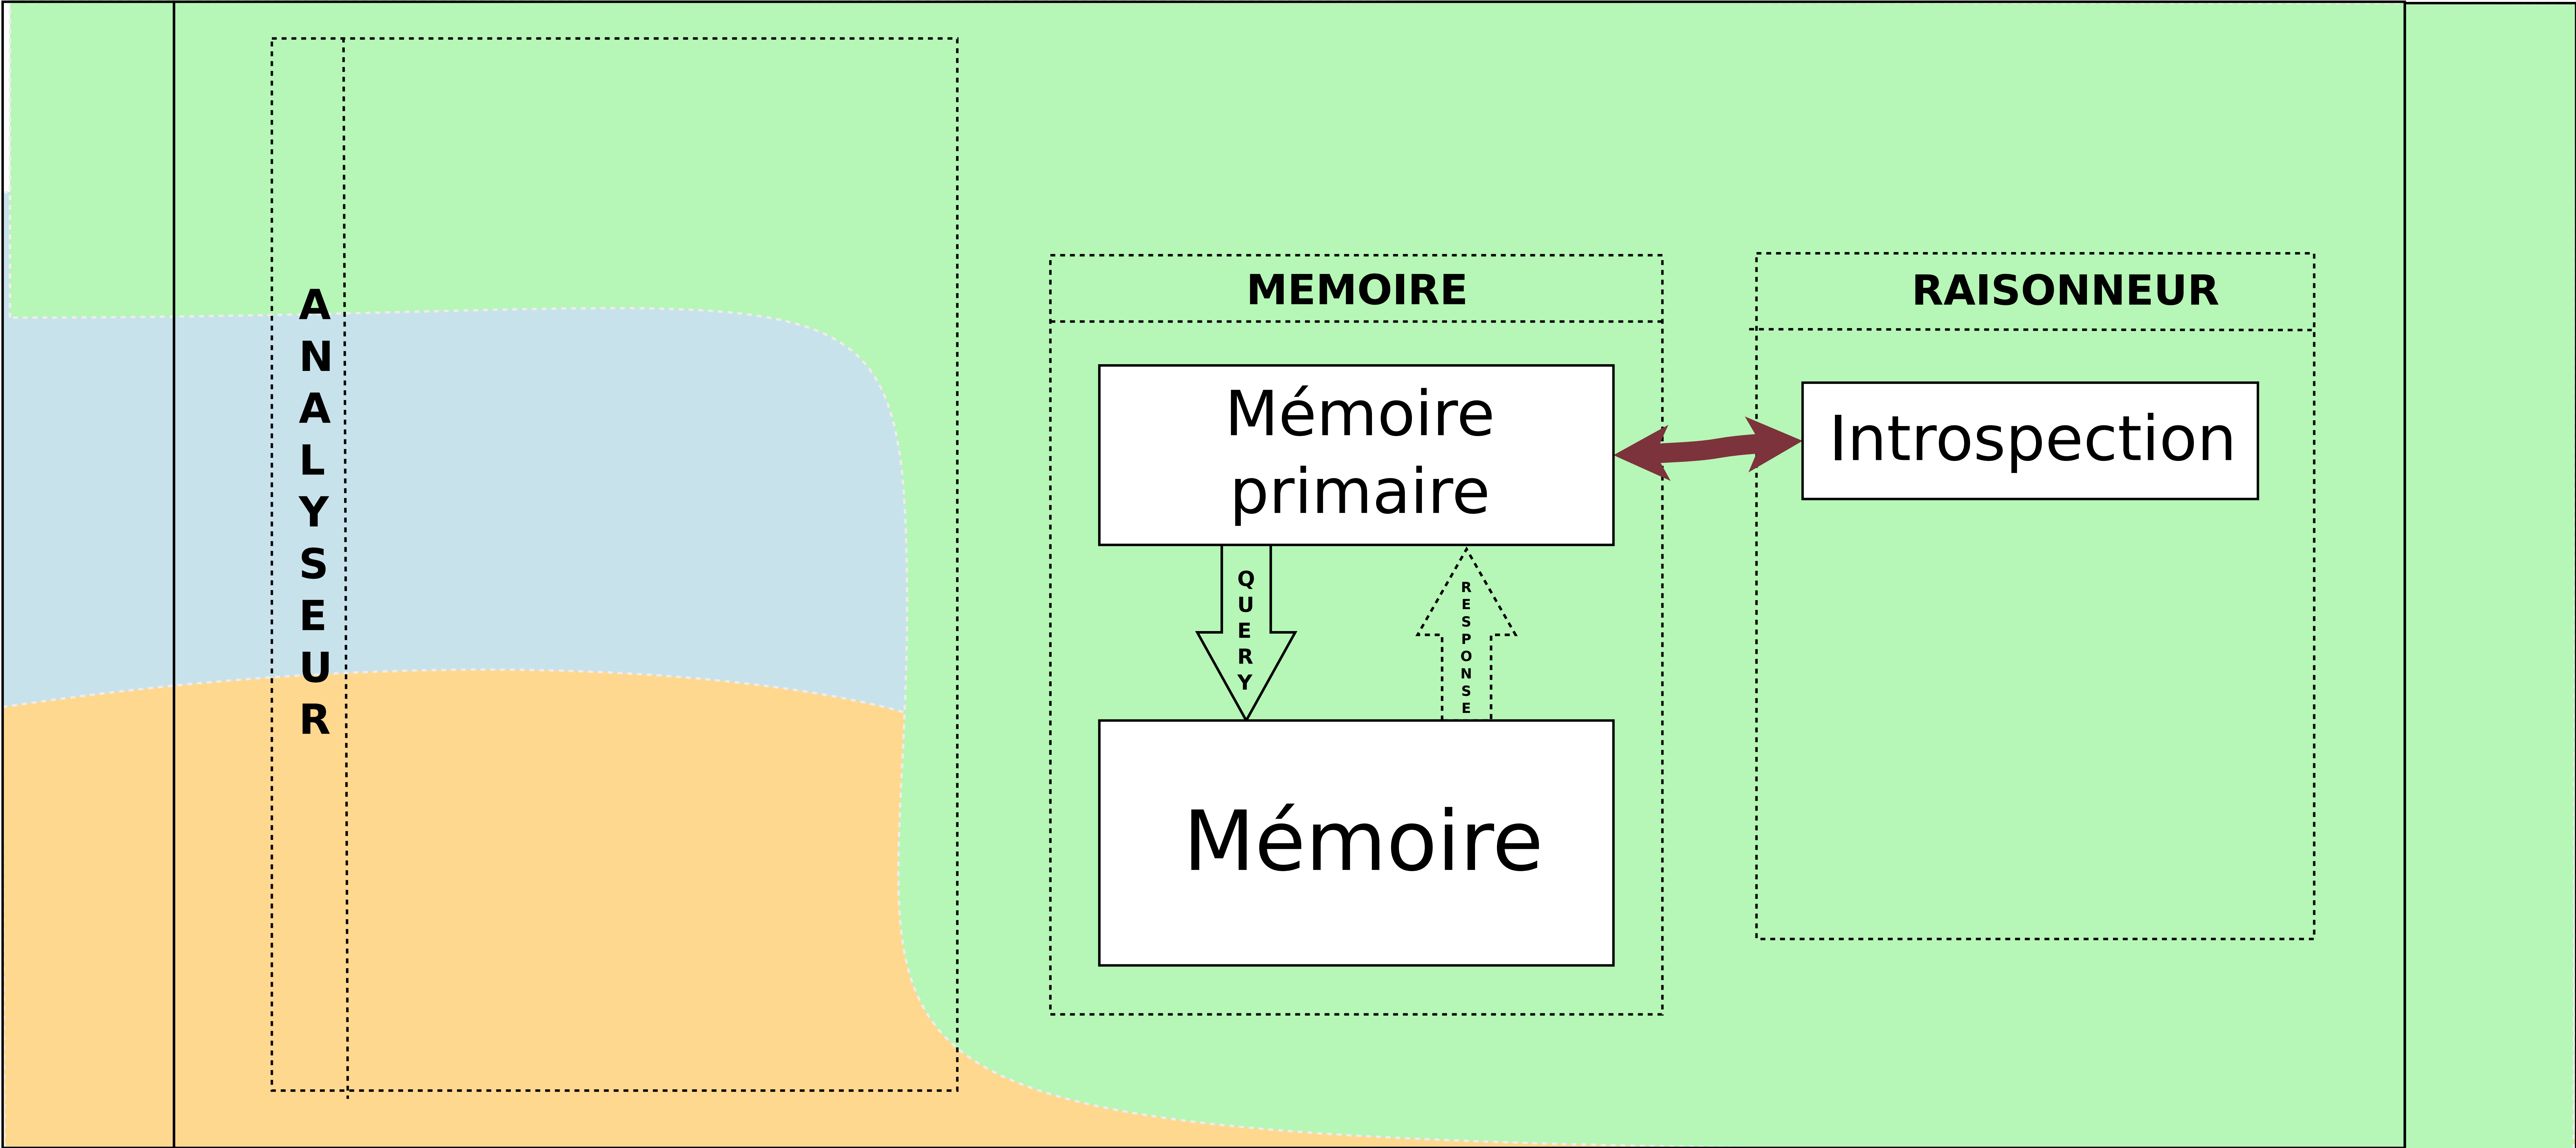 ANALYSEUR
MEMOIRE
Mémoire
primaire
QUERY
RESPONSE
Mémoire
RAISONNEUR
Introspection